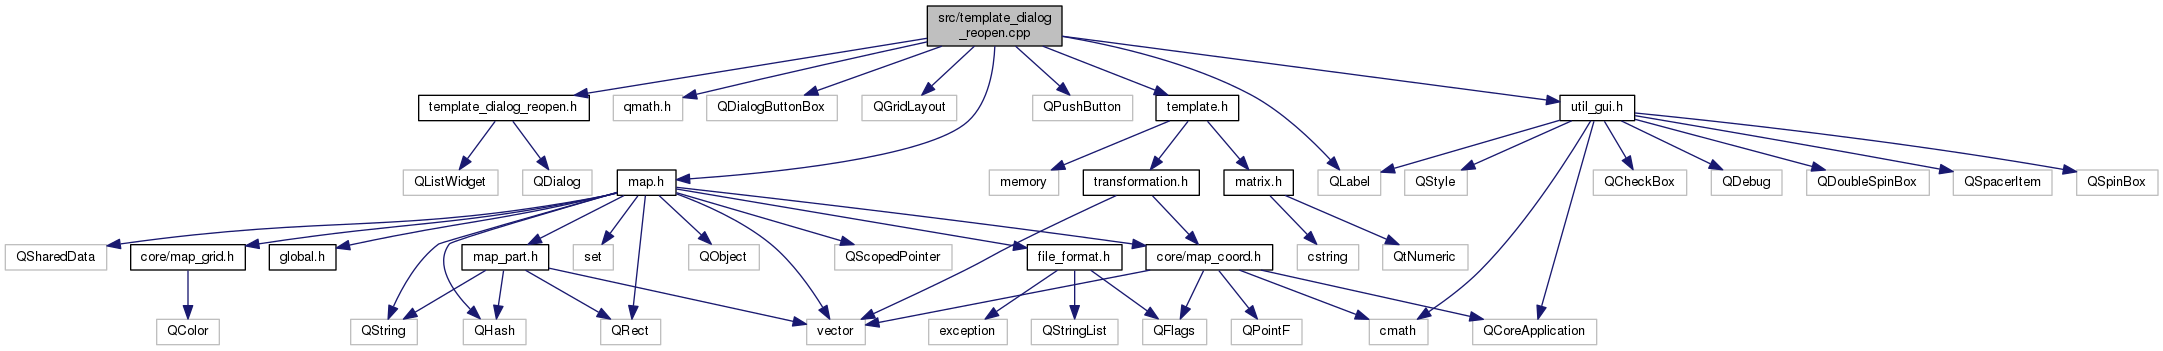 src/template_dialog
_reopen.cpp
template_dialog_reopen.h
qmath.h
QDialogButtonBox
QGridLayout
QPushButton
template.h
util_gui.h
QListWidget
QDialog
map.h
memory
transformation.h
matrix.h
QLabel
QStyle
QCheckBox
QDebug
QDoubleSpinBox
QSpacerItem
QSpinBox
QSharedData
core/map_grid.h
global.h
map_part.h
set
QObject
QScopedPointer
file_format.h
core/map_coord.h
cstring
QtNumeric
QColor
QString
QHash
QRect
vector
exception
QStringList
QFlags
QPointF
cmath
QCoreApplication